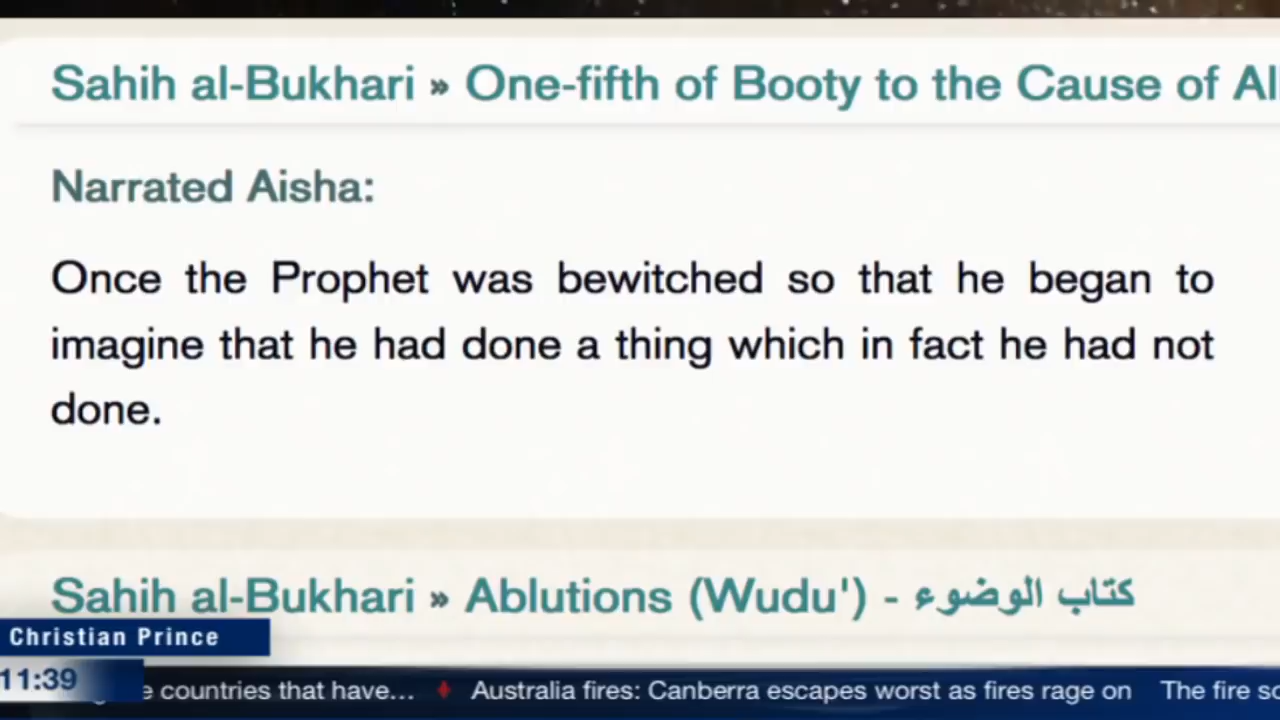 Sahih al-Bukhari » One-fifth of Booty to the Cause of Al
Narrated Aisha:
Once the Prophet was bewitched so that he began to
imagine that he had done a thing which in fact he had not
done.
Sahih al-Bukhari » Ablutions (Wudu') - كتاب الوضوء
Christian Prince
11:39
e countries that have... ♦ Australia fires: Canberra escapes worst as fires rage on The fire